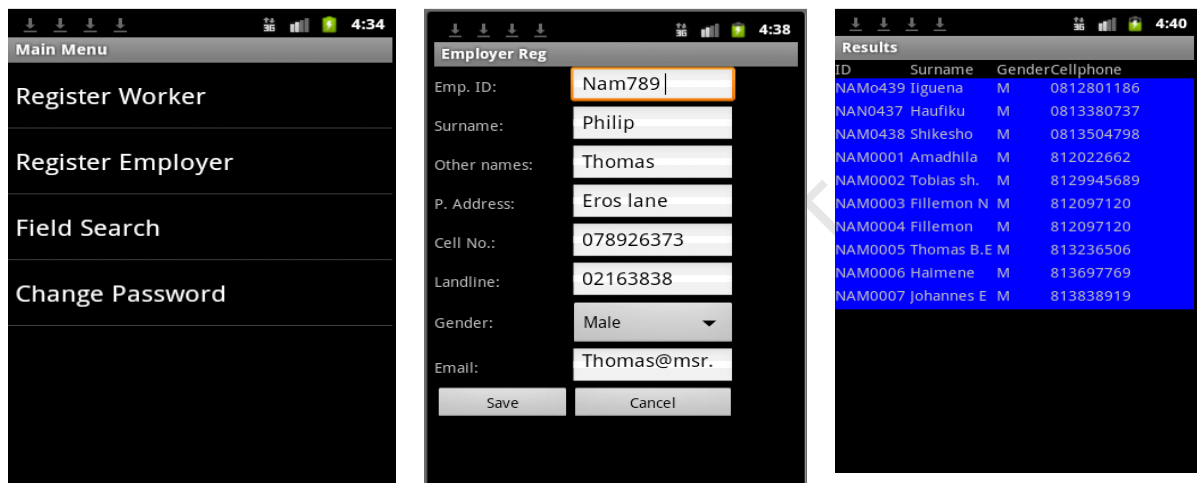 4:34
Main Menu
Register Worker
Register Employer
Field Search
Change Password
4:38
Employer Reg
Emp. ID: Nam789
Surname: Philip
Other names: Thomas
P. Address: Eros lane
Cell No.: 078926373
Landline: 02163838
Gender: Male
Email: Thomas@msr.
Save Cancel
4:40
Results
ID Surname GenderCellphone
NAMo439 Iiguena M 0812801186
NAN0437 Haufiku M 0813380737
NAM0438 Shikesho M 0813504798
NAM0001 Amadhila M 812022662
NAM0002 Tobias sh. M 8129945689
NAM0003 Fillemon N M 812097120
NAM0004 Fillemon M 812097120
NAM0005 Thomas B.E M 813236506
NAM0006 Haimene M 813697769
NAM0007 Johannes E M 813838919